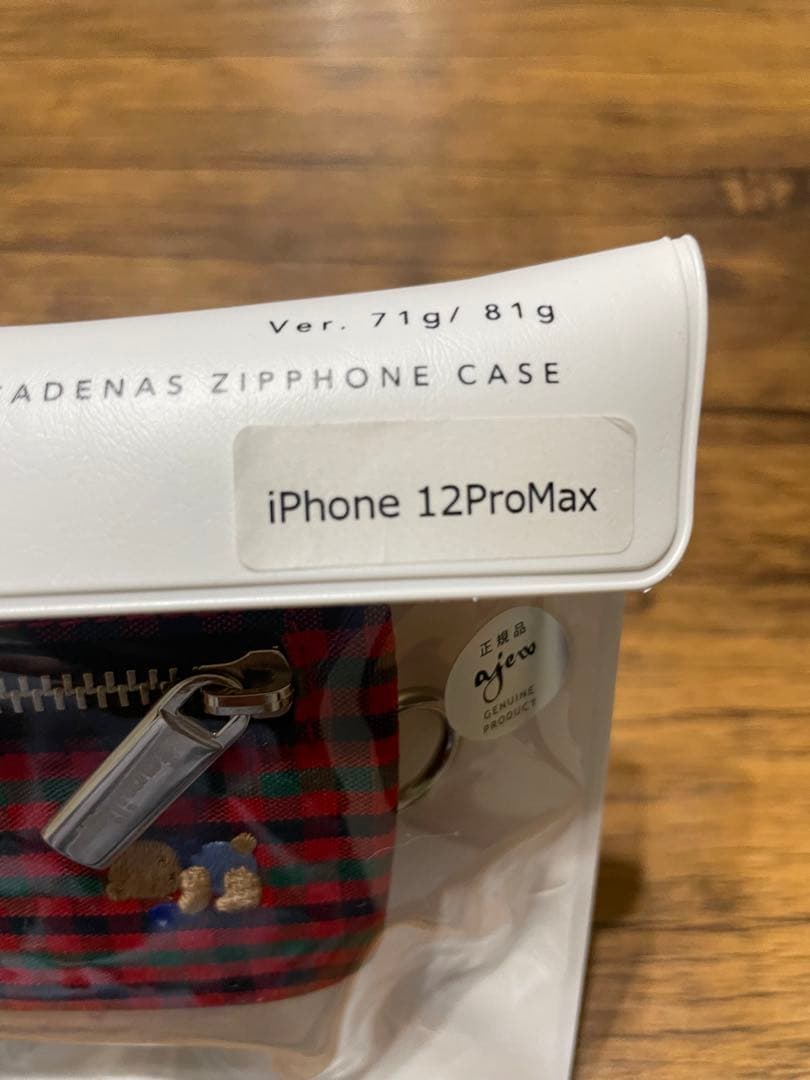 Ver. 71g/ 81g
ADENAS ZIPPHONE CASE
iPhone 12ProMax
正規品
ajew
GENUINE
PRODUCT